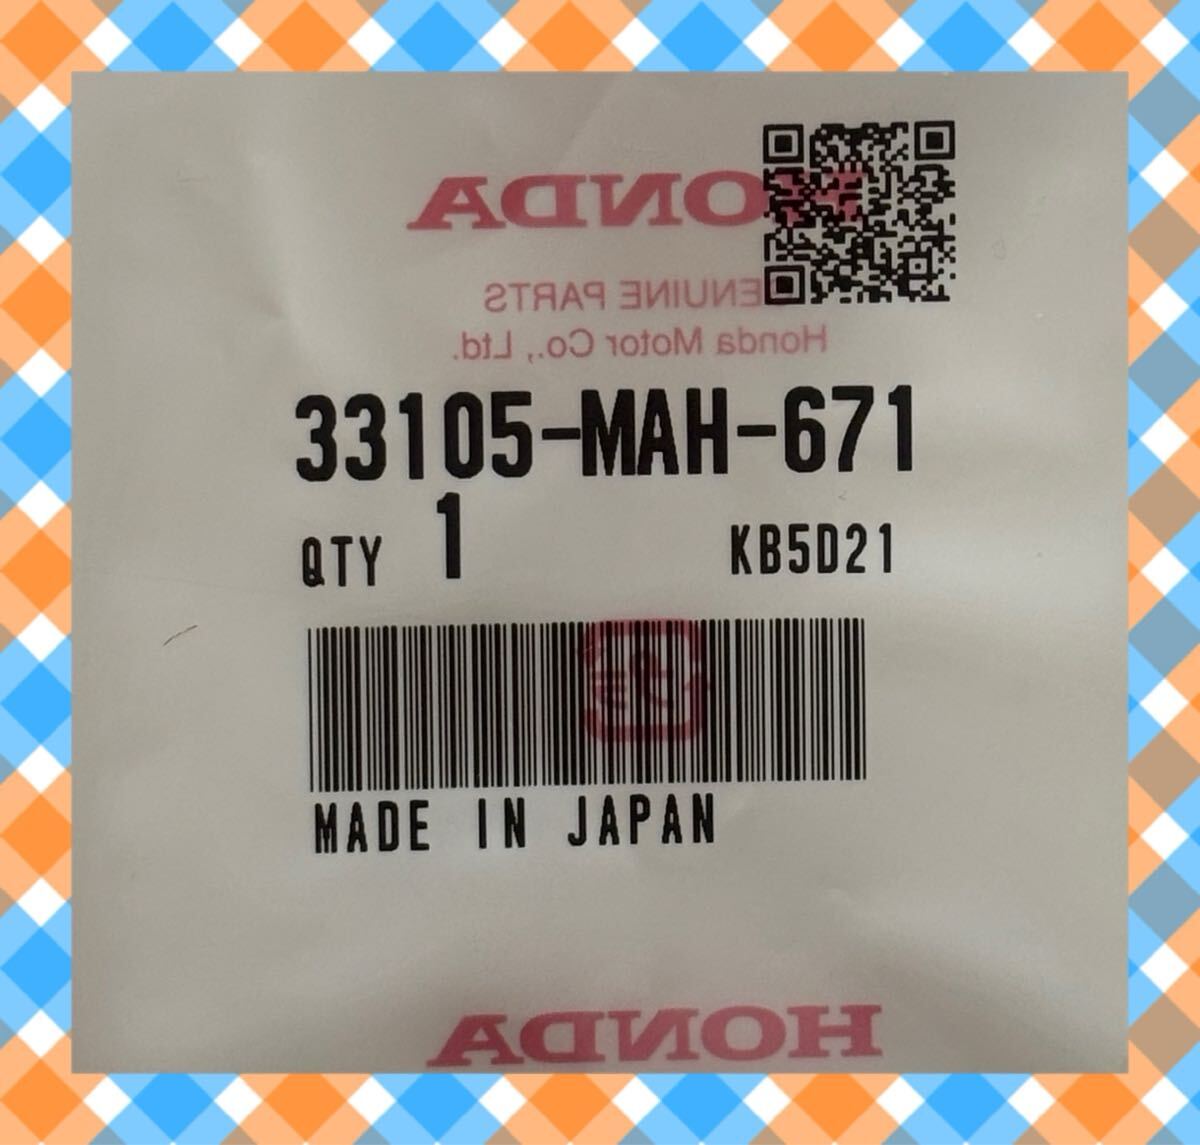 HONDA
GENUINE PARTS
Honda Motor Co., Ltd.
33105-MAH-671
QTY 1 KB5D21
MADE IN JAPAN
HONDA